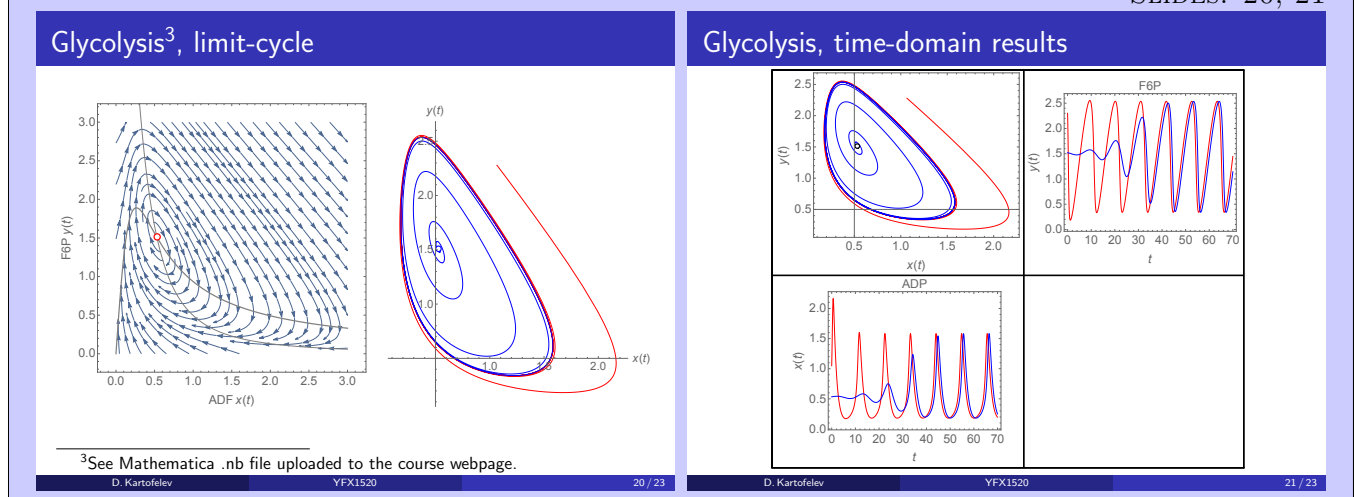 SLIDES: 20, 21
Glycolysis³, limit-cycle
3.0
2.5
2.0
1.5
1.0
0.5
0.0
F6P y(t)
0.0 0.5 1.0 1.5 2.0 2.5 3.0
ADF x(t)
y(t)
2.5
2.0
1.5
1.0
1.0 1.5 2.0 x(t)
³See Mathematica .nb file uploaded to the course webpage.
D. Kartofelev YFX1520 20 / 23
Glycolysis, time-domain results
2.5
2.0
1.5
1.0
0.5
y(t)
0.5 1.0 1.5 2.0
x(t)
F6P
2.5
2.0
1.5
1.0
0.5
0.0
y(t)
0 10 20 30 40 50 60 70
t
ADP
2.0
1.5
1.0
0.5
0.0
x(t)
0 10 20 30 40 50 60 70
t
D. Kartofelev YFX1520 21 / 23